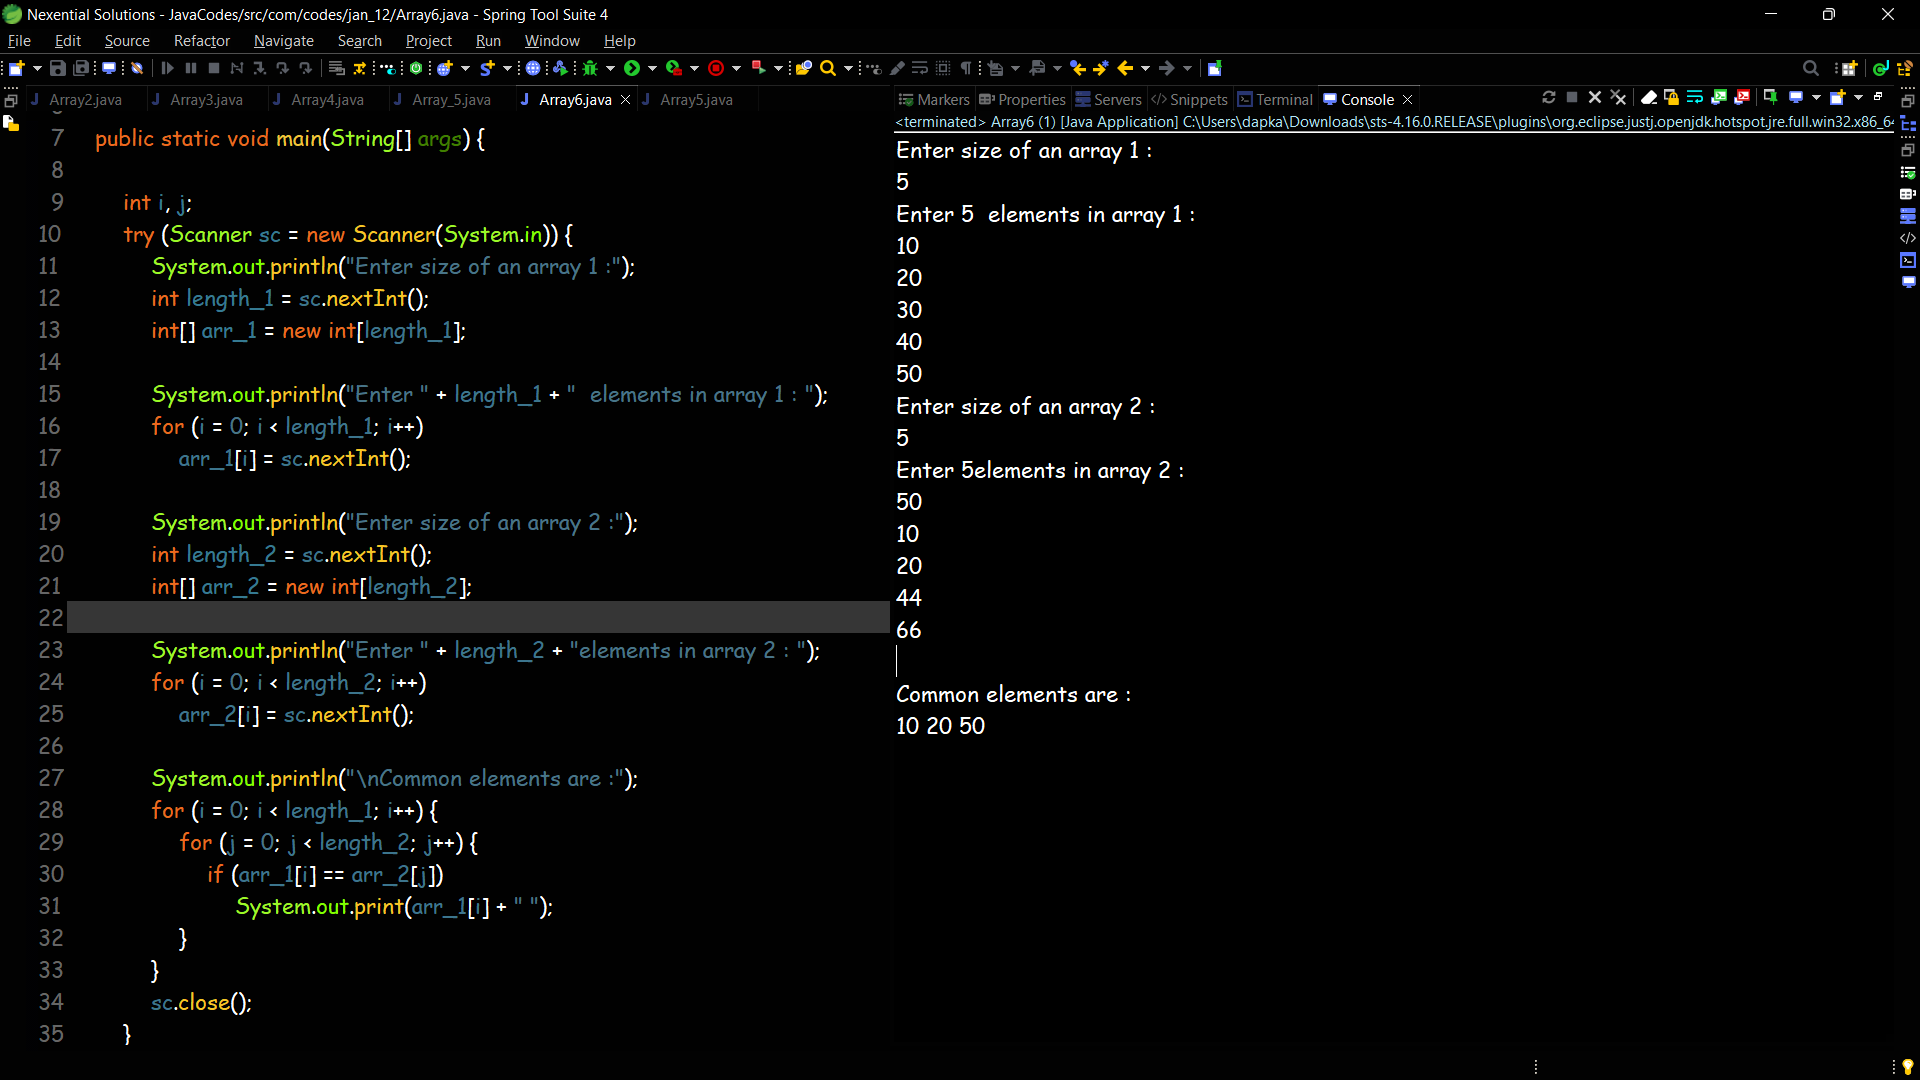 Nexential Solutions - JavaCodes/src/com/codes/jan_12/Array6.java - Spring Tool Suite 4
File Edit Source Refactor Navigate Search Project Run Window Help
Array2.java Array3.java Array4.java Array_5.java Array6.java Array5.java
7 public static void main(String[] args) {
8
9 int i, j;
10 try (Scanner sc = new Scanner(System.in)) {
11 System.out.println("Enter size of an array 1 :");
12 int length_1 = sc.nextInt();
13 int[] arr_1 = new int[length_1];
14
15 System.out.println("Enter " + length_1 + "  elements in array 1 : ");
16 for (i = 0; i < length_1; i++)
17 arr_1[i] = sc.nextInt();
18
19 System.out.println("Enter size of an array 2 :");
20 int length_2 = sc.nextInt();
21 int[] arr_2 = new int[length_2];
22
23 System.out.println("Enter " + length_2 + "elements in array 2 : ");
24 for (i = 0; i < length_2; i++)
25 arr_2[i] = sc.nextInt();
26
27 System.out.println("\nCommon elements are :");
28 for (i = 0; i < length_1; i++) {
29 for (j = 0; j < length_2; j++) {
30 if (arr_1[i] == arr_2[j])
31 System.out.print(arr_1[i] + " ");
32 }
33 }
34 sc.close();
35 }
Markers Properties Servers Snippets Terminal Console
<terminated> Array6 (1) [Java Application] C:\Users\dapka\Downloads\sts-4.16.0.RELEASE\plugins\org.eclipse.justj.openjdk.hotspot.jre.full.win32.x86_64
Enter size of an array 1 :
5
Enter 5  elements in array 1 :
10
20
30
40
50
Enter size of an array 2 :
5
Enter 5elements in array 2 :
50
10
20
44
66
Common elements are :
10 20 50